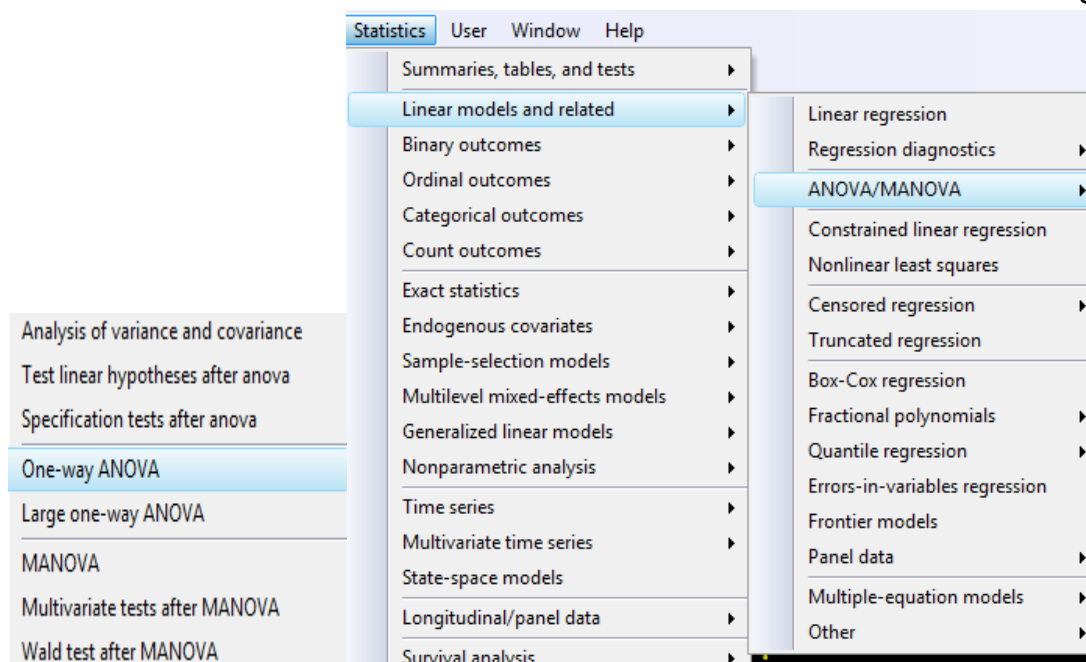 Statistics User Window Help
Summaries, tables, and tests
Linear models and related
Binary outcomes
Ordinal outcomes
Categorical outcomes
Count outcomes
Exact statistics
Endogenous covariates
Sample-selection models
Multilevel mixed-effects models
Generalized linear models
Nonparametric analysis
Time series
Multivariate time series
State-space models
Longitudinal/panel data
Survival analysis
Linear regression
Regression diagnostics
ANOVA/MANOVA
Constrained linear regression
Nonlinear least squares
Censored regression
Truncated regression
Box-Cox regression
Fractional polynomials
Quantile regression
Errors-in-variables regression
Frontier models
Panel data
Multiple-equation models
Other
Analysis of variance and covariance
Test linear hypotheses after anova
Specification tests after anova
One-way ANOVA
Large one-way ANOVA
MANOVA
Multivariate tests after MANOVA
Wald test after MANOVA